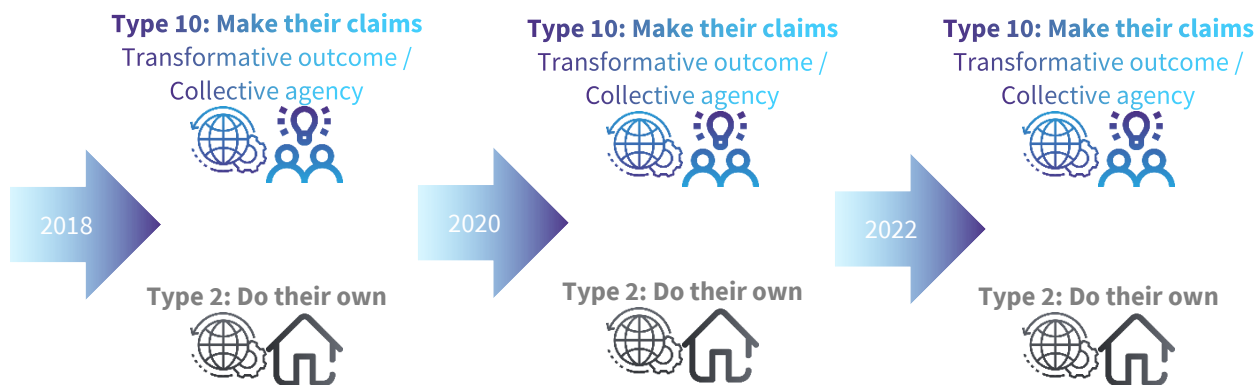 Type 10: Make their claims
Transformative outcome /
Collective agency
2018
Type 2: Do their own
Type 10: Make their claims
Transformative outcome /
Collective agency
2020
Type 2: Do their own
Type 10: Make their claims
Transformative outcome /
Collective agency
2022
Type 2: Do their own